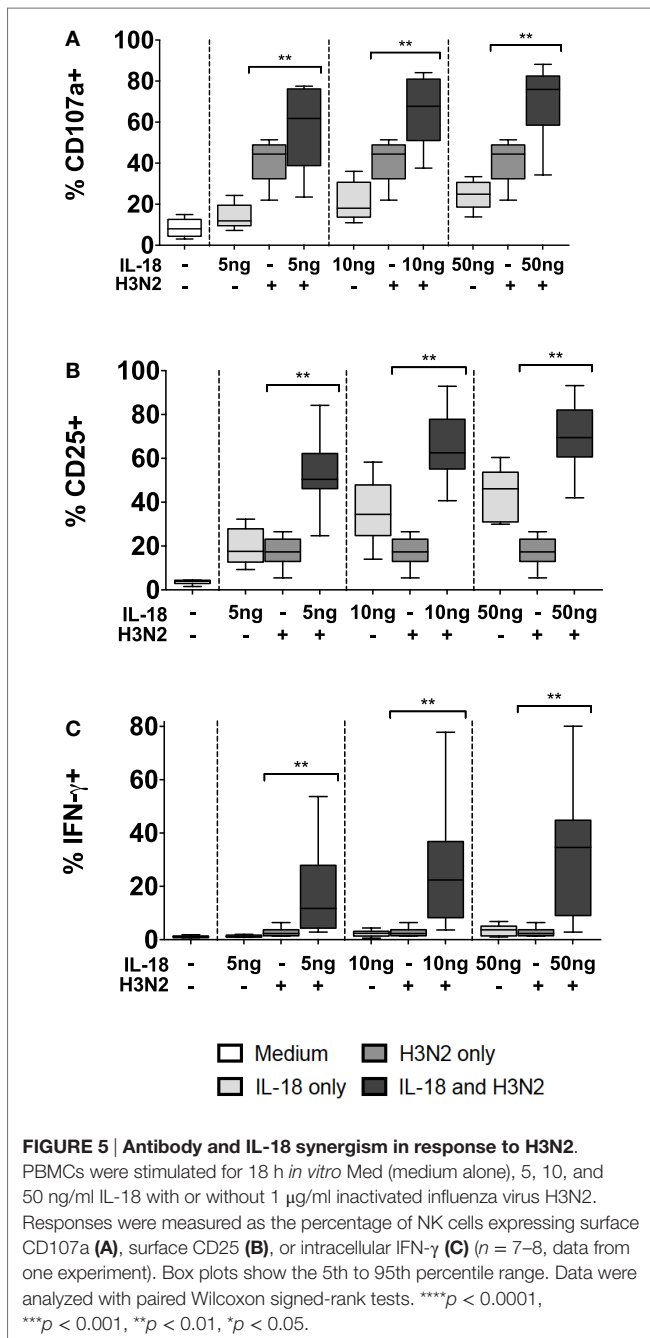 A
% CD107a+
100
80
60
40
20
0
** ** **
IL-18 - 5ng - 5ng 10ng - 10ng 50ng - 50ng
H3N2 - - + + - + + - + +
B
% CD25+
100
80
60
40
20
0
** ** **
IL-18 - 5ng - 5ng 10ng - 10ng 50ng - 50ng
H3N2 - - + + - + + - + +
C
% IFN-γ+
80
60
40
20
0
** ** **
IL-18 - 5ng - 5ng 10ng - 10ng 50ng - 50ng
H3N2 - - + + - + + - + +
Medium H3N2 only
IL-18 only IL-18 and H3N2
FIGURE 5 | Antibody and IL-18 synergism in response to H3N2.
PBMCs were stimulated for 18 h in vitro Med (medium alone), 5, 10, and
50 ng/ml IL-18 with or without 1 μg/ml inactivated influenza virus H3N2.
Responses were measured as the percentage of NK cells expressing surface
CD107a (A), surface CD25 (B), or intracellular IFN-γ (C) (n = 7–8, data from
one experiment). Box plots show the 5th to 95th percentile range. Data were
analyzed with paired Wilcoxon signed-rank tests. ****p < 0.0001,
***p < 0.001, **p < 0.01, *p < 0.05.